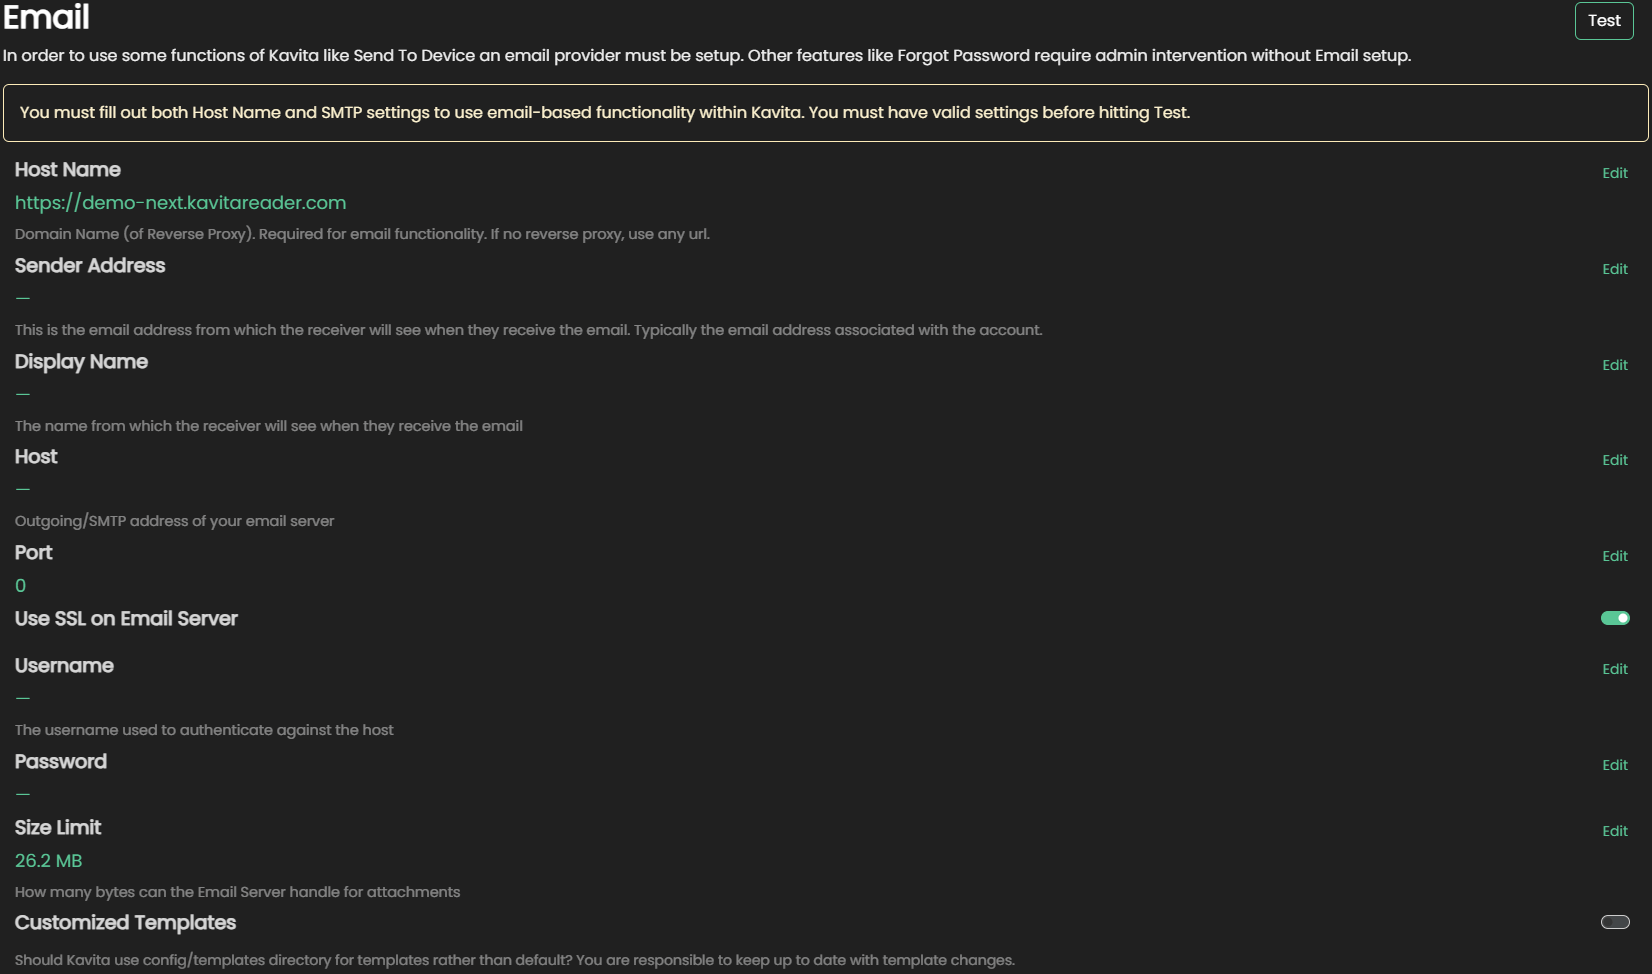 Email
Test
In order to use some functions of Kavita like Send To Device an email provider must be setup. Other features like Forgot Password require admin intervention without Email setup.
You must fill out both Host Name and SMTP settings to use email-based functionality within Kavita. You must have valid settings before hitting Test.
Host Name
Edit
https://demo-next.kavitareader.com
Domain Name (of Reverse Proxy). Required for email functionality. If no reverse proxy, use any url.
Sender Address
Edit
—
This is the email address from which the receiver will see when they receive the email. Typically the email address associated with the account.
Display Name
Edit
—
The name from which the receiver will see when they receive the email
Host
Edit
—
Outgoing/SMTP address of your email server
Port
Edit
0
Use SSL on Email Server
Username
Edit
—
The username used to authenticate against the host
Password
Edit
—
Size Limit
Edit
26.2 MB
How many bytes can the Email Server handle for attachments
Customized Templates
Should Kavita use config/templates directory for templates rather than default? You are responsible to keep up to date with template changes.